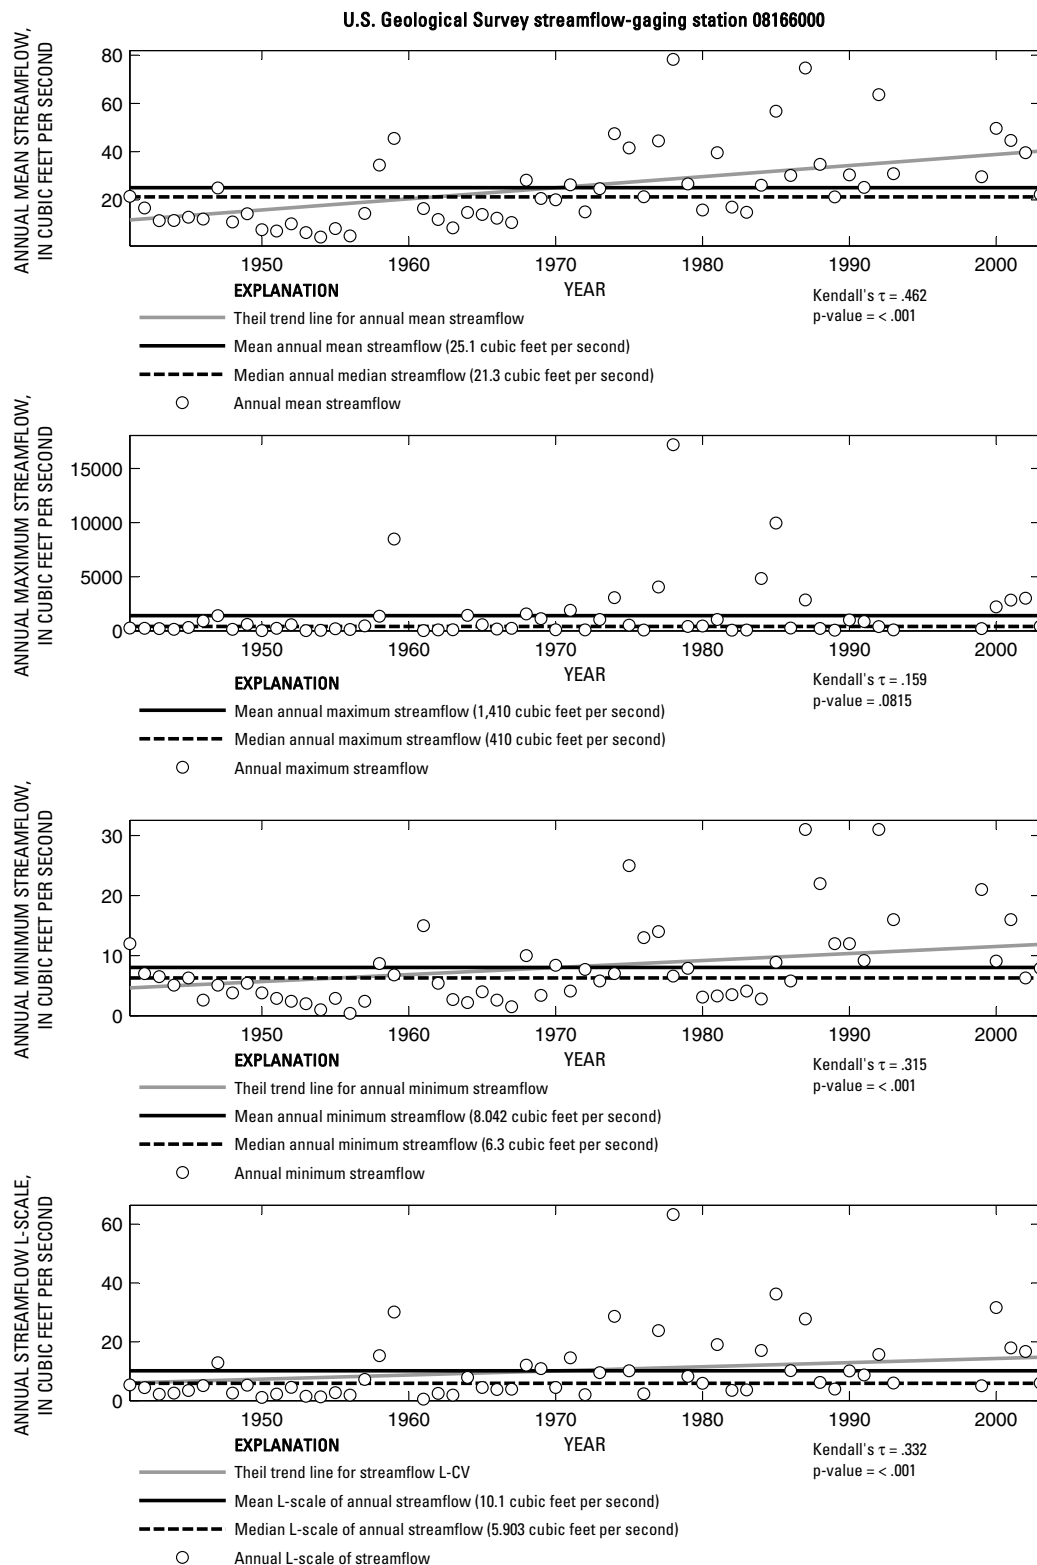 U.S. Geological Survey streamflow-gaging station 08166000
ANNUAL MEAN STREAMFLOW,
IN CUBIC FEET PER SECOND
80
60
40
20
1950 1960 1970 1980 1990 2000
YEAR
EXPLANATION
Theil trend line for annual mean streamflow
Mean annual mean streamflow (25.1 cubic feet per second)
Median annual median streamflow (21.3 cubic feet per second)
Annual mean streamflow
Kendall's τ = .462
p-value = < .001
ANNUAL MAXIMUM STREAMFLOW,
IN CUBIC FEET PER SECOND
15000
10000
5000
0
1950 1960 1970 1980 1990 2000
YEAR
EXPLANATION
Mean annual maximum streamflow (1,410 cubic feet per second)
Median annual maximum streamflow (410 cubic feet per second)
Annual maximum streamflow
Kendall's τ = .159
p-value = .0815
ANNUAL MINIMUM STREAMFLOW,
IN CUBIC FEET PER SECOND
30
20
10
0
1950 1960 1970 1980 1990 2000
YEAR
EXPLANATION
Theil trend line for annual minimum streamflow
Mean annual minimum streamflow (8.042 cubic feet per second)
Median annual minimum streamflow (6.3 cubic feet per second)
Annual minimum streamflow
Kendall's τ = .315
p-value = < .001
ANNUAL STREAMFLOW L-SCALE,
IN CUBIC FEET PER SECOND
60
40
20
0
1950 1960 1970 1980 1990 2000
YEAR
EXPLANATION
Theil trend line for streamflow L-CV
Mean L-scale of annual streamflow (10.1 cubic feet per second)
Median L-scale of annual streamflow (5.903 cubic feet per second)
Annual L-scale of streamflow
Kendall's τ = .332
p-value = < .001